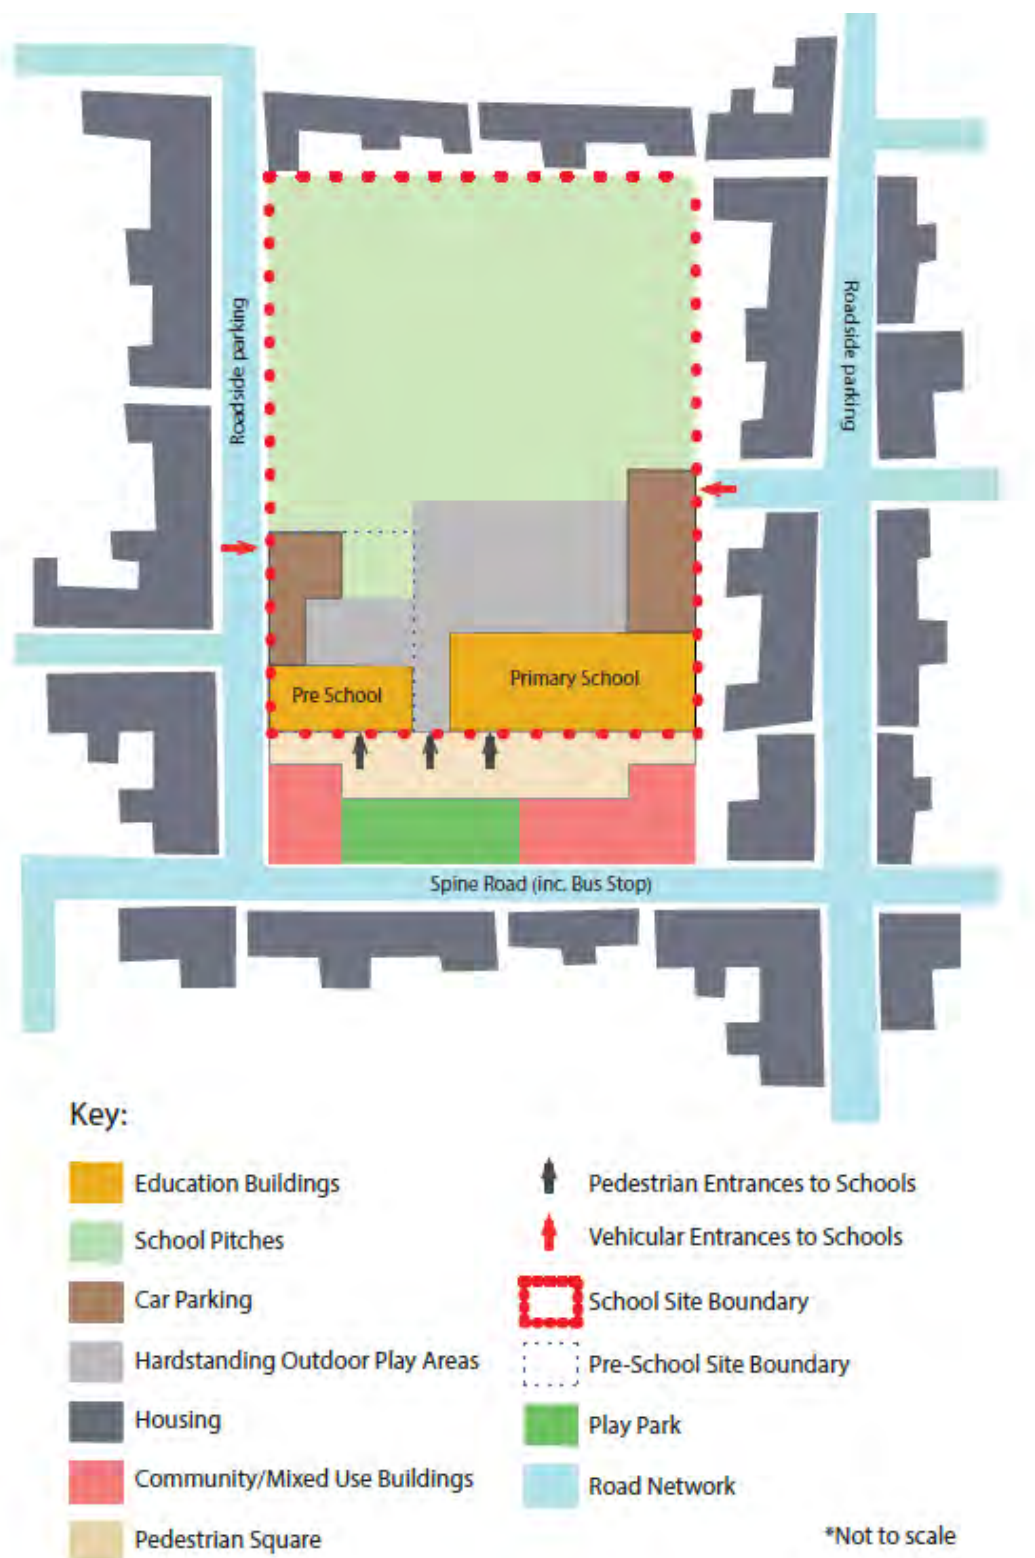 Roadside parking
Roadside parking
Pre School
Primary School
Spine Road (inc. Bus Stop)
Key:
Education Buildings
School Pitches
Car Parking
Hardstanding Outdoor Play Areas
Housing
Community/Mixed Use Buildings
Pedestrian Square
Pedestrian Entrances to Schools
Vehicular Entrances to Schools
School Site Boundary
Pre-School Site Boundary
Play Park
Road Network
*Not to scale